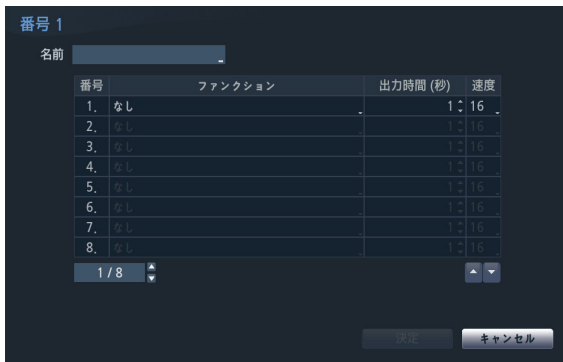 番号 1
名前
番号 ファンクション 出力時間 (秒) 速度
1. なし 1 16
2. なし 1 16
3. なし 1 16
4. なし 1 16
5. なし 1 16
6. なし 1 16
7. なし 1 16
8. なし 1 16
1 / 8
決定 キャンセル